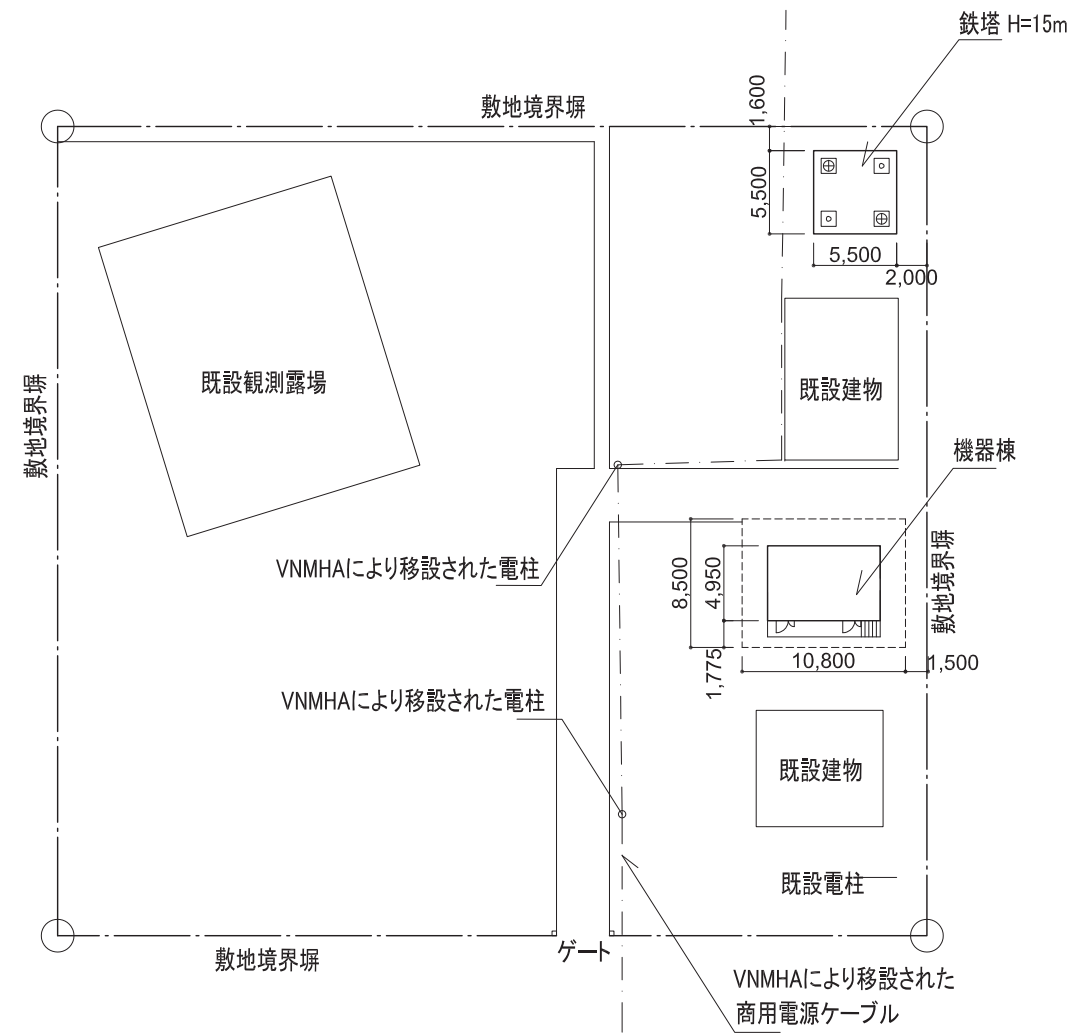 鉄塔 H=15m
敷地境界塀
1,600
5,500
5,500
2,000
既設観測露場
既設建物
敷地境界塀
機器棟
VNMHAにより移設された電柱
8,500
4,950
敷地境界塀
1,775
10,800
1,500
VNMHAにより移設された電柱
既設建物
既設電柱
敷地境界塀
ゲート
VNMHAにより移設された
商用電源ケーブル